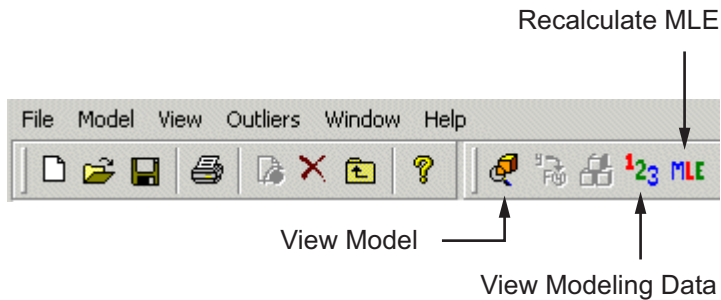 Recalculate MLE
File Model View Outliers Window Help
123 MLE
View Model
View Modeling Data